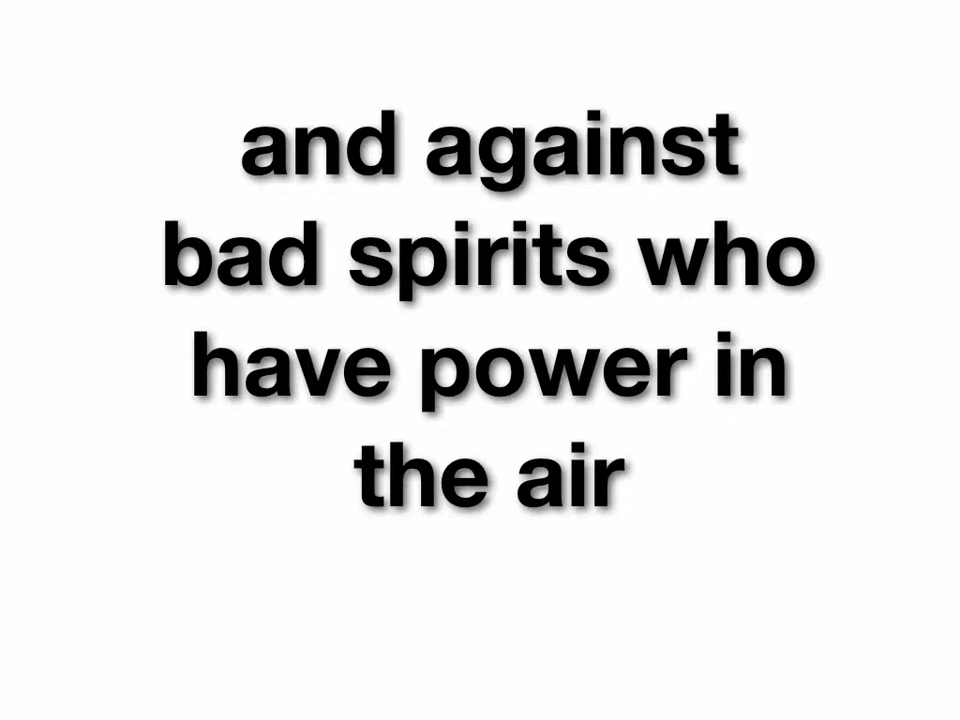 and against
bad spirits who
have power in
the air